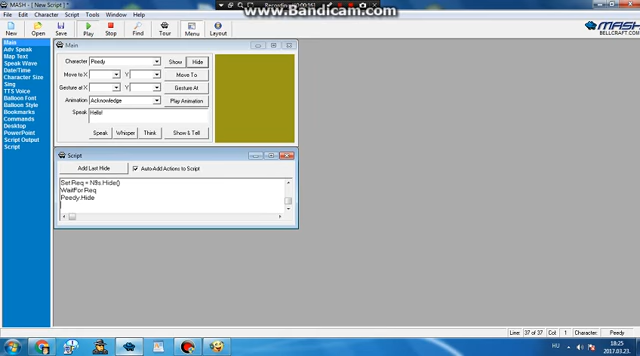 MASH - [ New Script ]
www.Bandicam.com
File Edit Character Script Tools Window Help
New Open Save Play Stop Find Tour Menu Layout
MASH
BELLCRAFT.COM
Main
Adv Speak
Map Text
Speak Wave
Date/Time
Character Size
Sing
TTS Voice
Balloon Font
Balloon Style
Bookmarks
Commands
Desktop
PowerPoint
Script Output
Script
Main
Character Peedy Show Hide
Move to X Y Move To
Gesture at X Y Gesture At
Animation Acknowledge Play Animation
Speak Hello!
Speak Whisper Think Show & Tell
Script
Add Last Hide Auto-Add Actions to Script
WaitFor Req
Peedy.Hide
Line: 37 of 37 Col: 1 Character: Peedy
HU 18:25
2017.03.23.